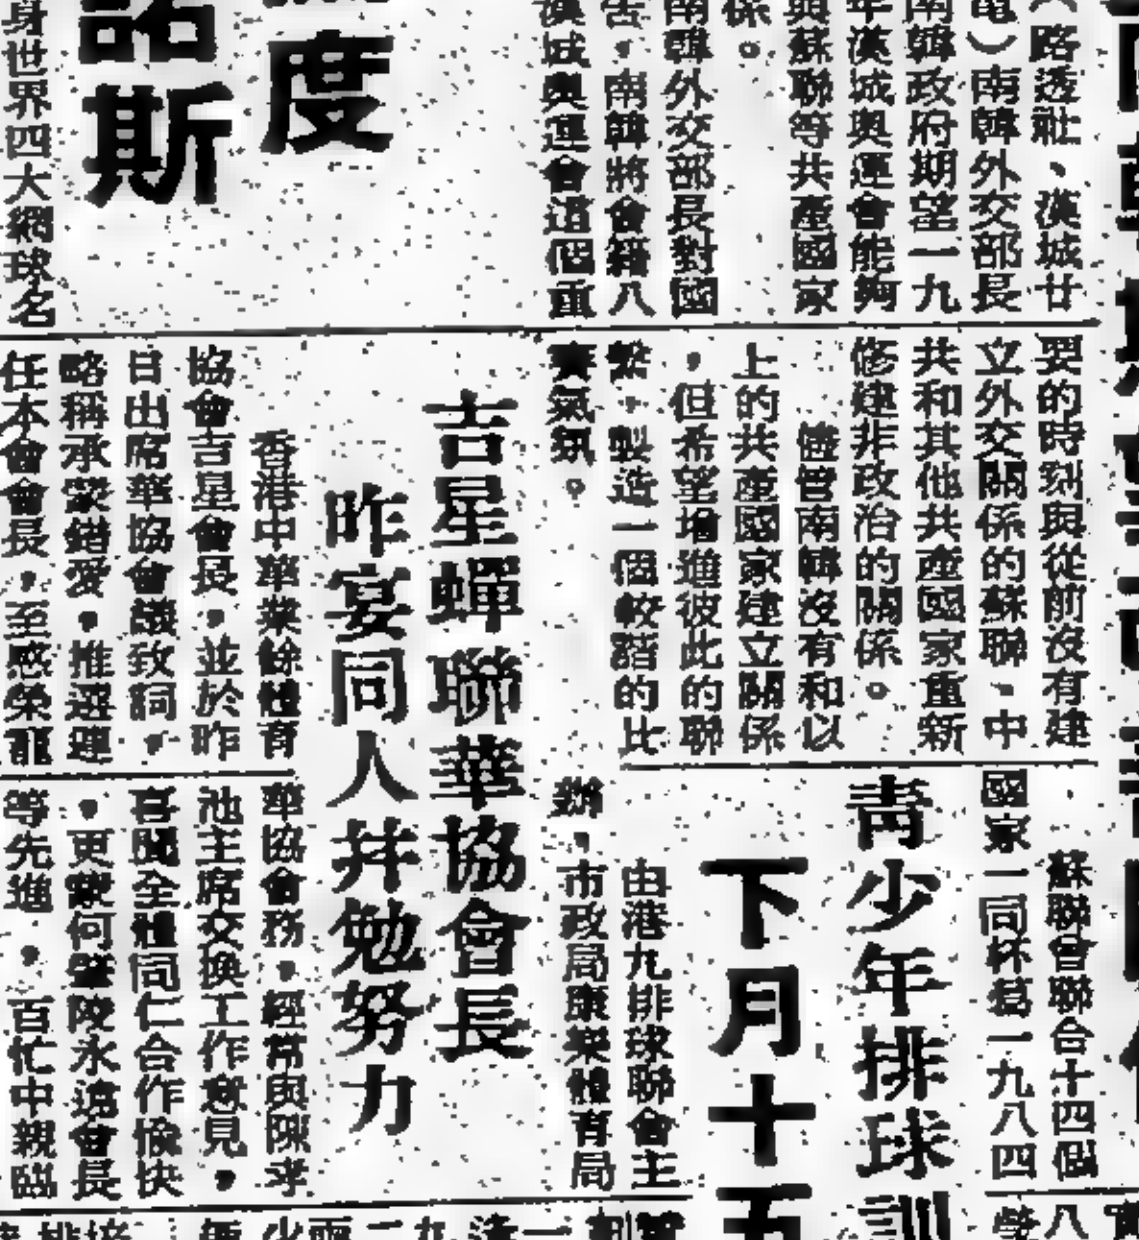 路透社、漢城廿
電）南韓外交部長
南韓政府期望一九
年漢城奧運會能夠
與蘇聯等共產國家
係。
南韓外交部長對國
告，南韓將會籍八
漢城奧運會這個重
要的時刻與從前沒有建
立外交關係的蘇聯、中
共和其他共產國家重新
修建非政治的關係。
儘管南韓沒有和以
上的共產國家建立關係
，但希望增進彼此的聯
繫，製造一個較諧的比
賽氣氛。
度
諾斯
身世界四大網球名
吉星蟬聯華協會長
昨宴同人幷勉努力
香港中華業餘體育
協會吉星會長，並於昨
日出席華協會議致詞，
略稱承蒙錯愛，推選連
任本會會長，至感榮寵
華協會務，經常與陳孝
池主席交換工作意見，
喜聞全體同仁合作愉快
，更蒙何肇陵永遠會長
等先進，百忙中親臨
蘇聯會聯合十四個
國家一同杯葛一九八四
青少年排球訓
下月十五
由港九排球聯會主
辦，市政局康樂體育局